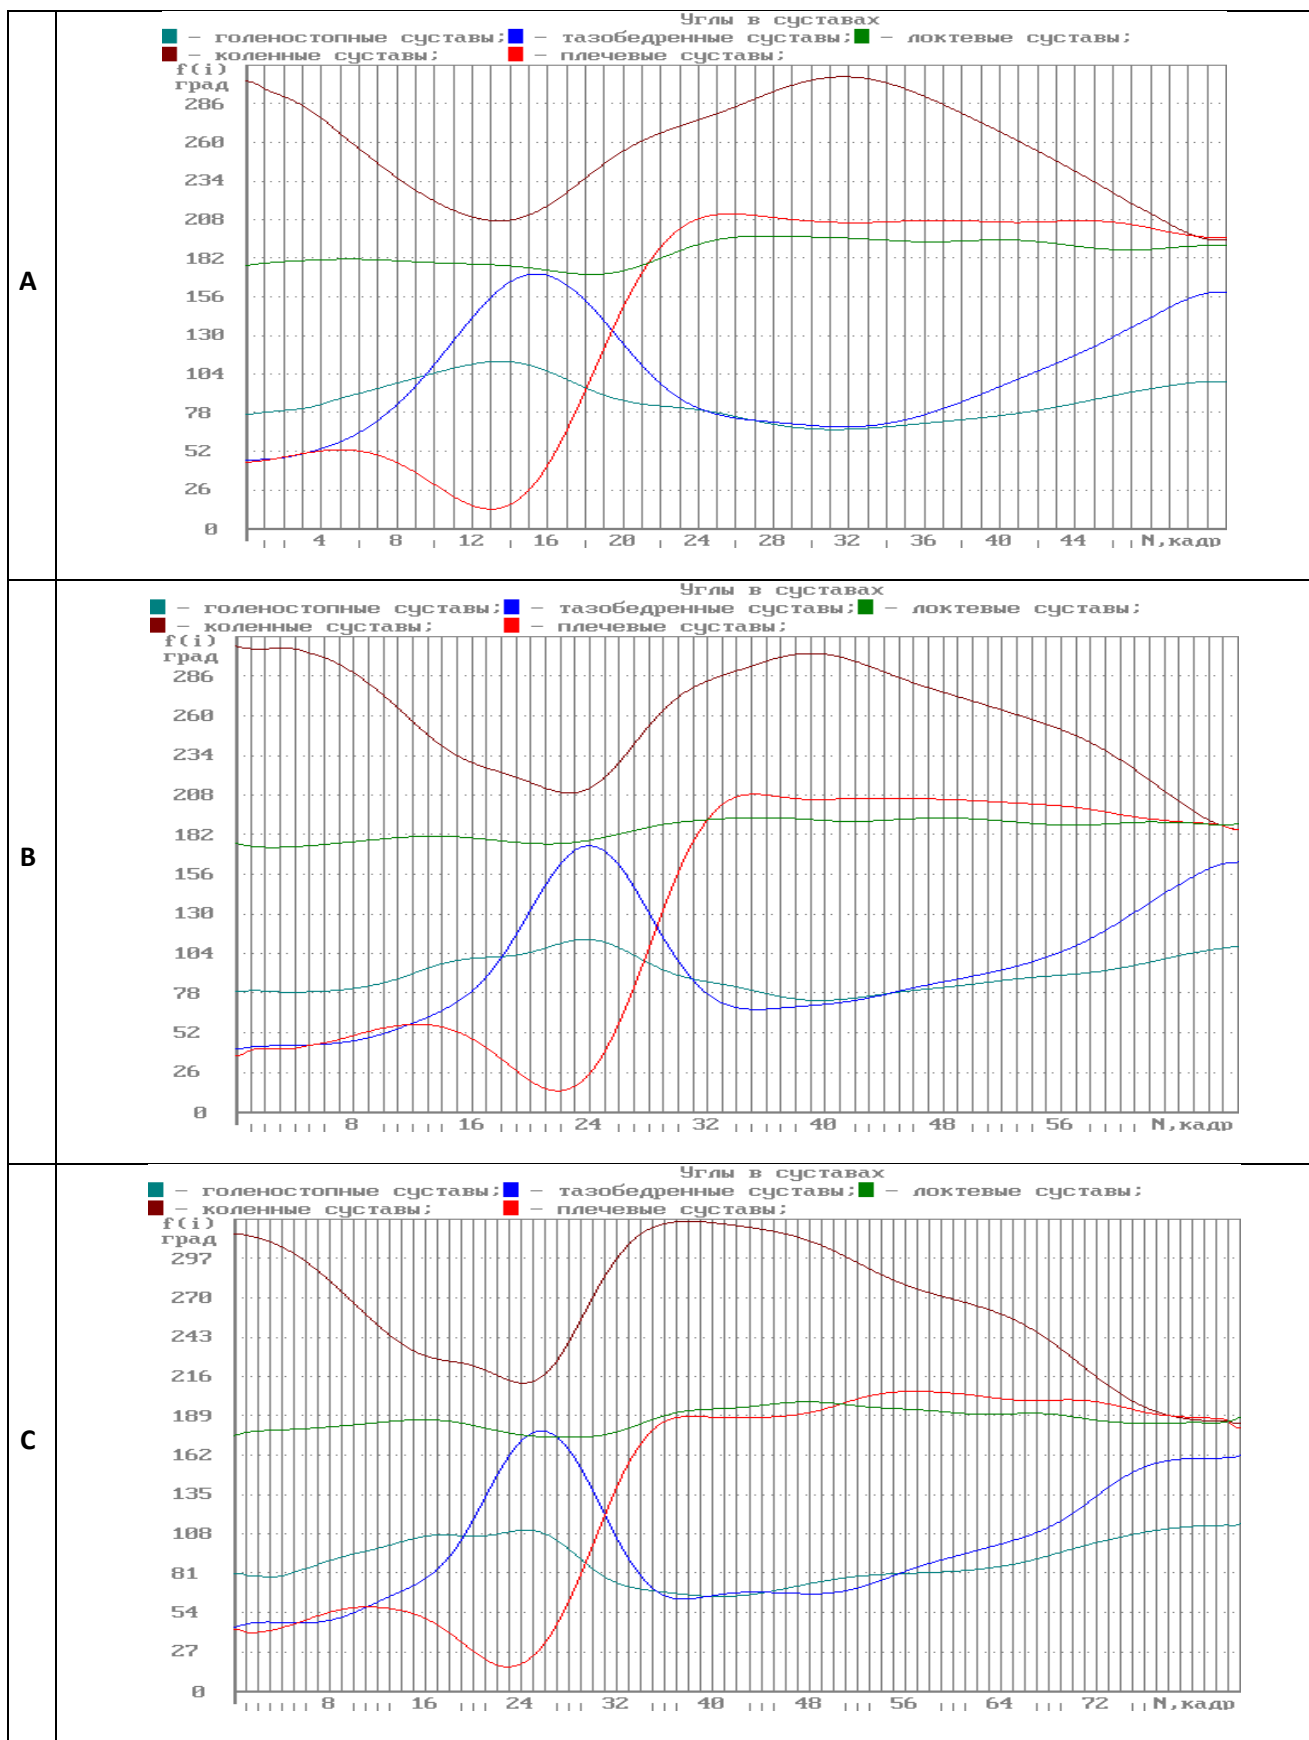 A
Углы в суставах
– голеностопные суставы; – тазобедренные суставы; – локтевые суставы;
– коленные суставы; – плечевые суставы;
f(i)
град
286
260
234
208
182
156
130
104
78
52
26
0
4 8 12 16 20 24 28 32 36 40 44 N,кадр
B
Углы в суставах
– голеностопные суставы; – тазобедренные суставы; – локтевые суставы;
– коленные суставы; – плечевые суставы;
f(i)
град
286
260
234
208
182
156
130
104
78
52
26
0
8 16 24 32 40 48 56 N,кадр
C
Углы в суставах
– голеностопные суставы; – тазобедренные суставы; – локтевые суставы;
– коленные суставы; – плечевые суставы;
f(i)
град
297
270
243
216
189
162
135
108
81
54
27
0
8 16 24 32 40 48 56 64 72 N,кадр